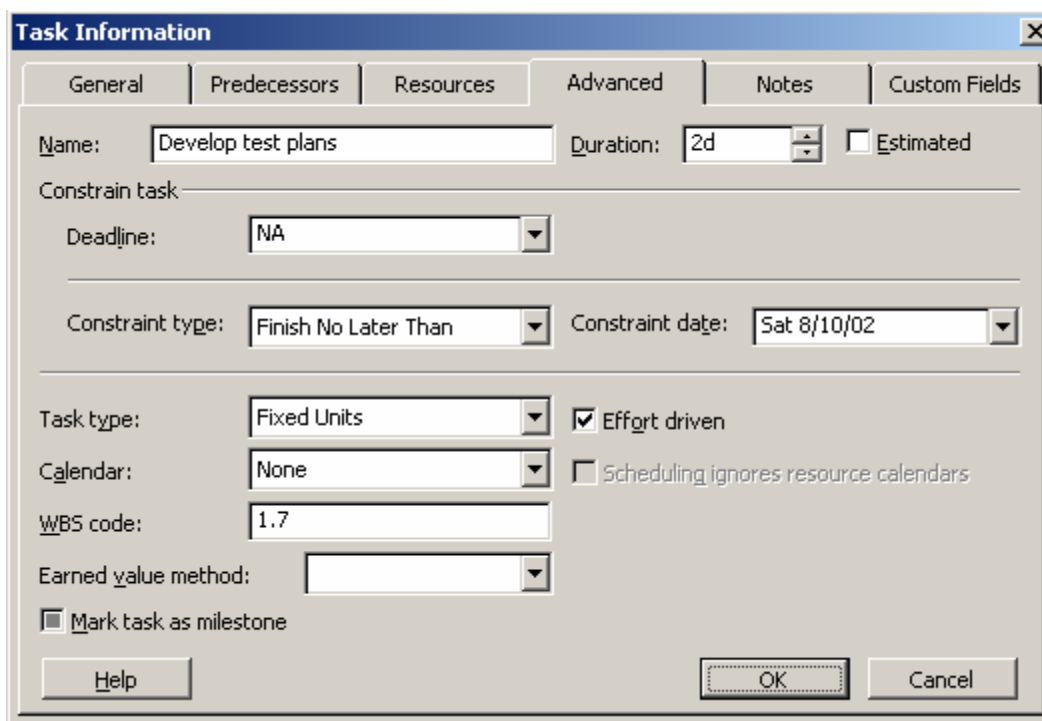 Task Information
General Predecessors Resources Advanced Notes Custom Fields
Name: Develop test plans Duration: 2d Estimated
Constrain task
Deadline: NA
Constraint type: Finish No Later Than Constraint date: Sat 8/10/02
Task type: Fixed Units Effort driven
Calendar: None Scheduling ignores resource calendars
WBS code: 1.7
Earned value method:
Mark task as milestone
Help OK Cancel